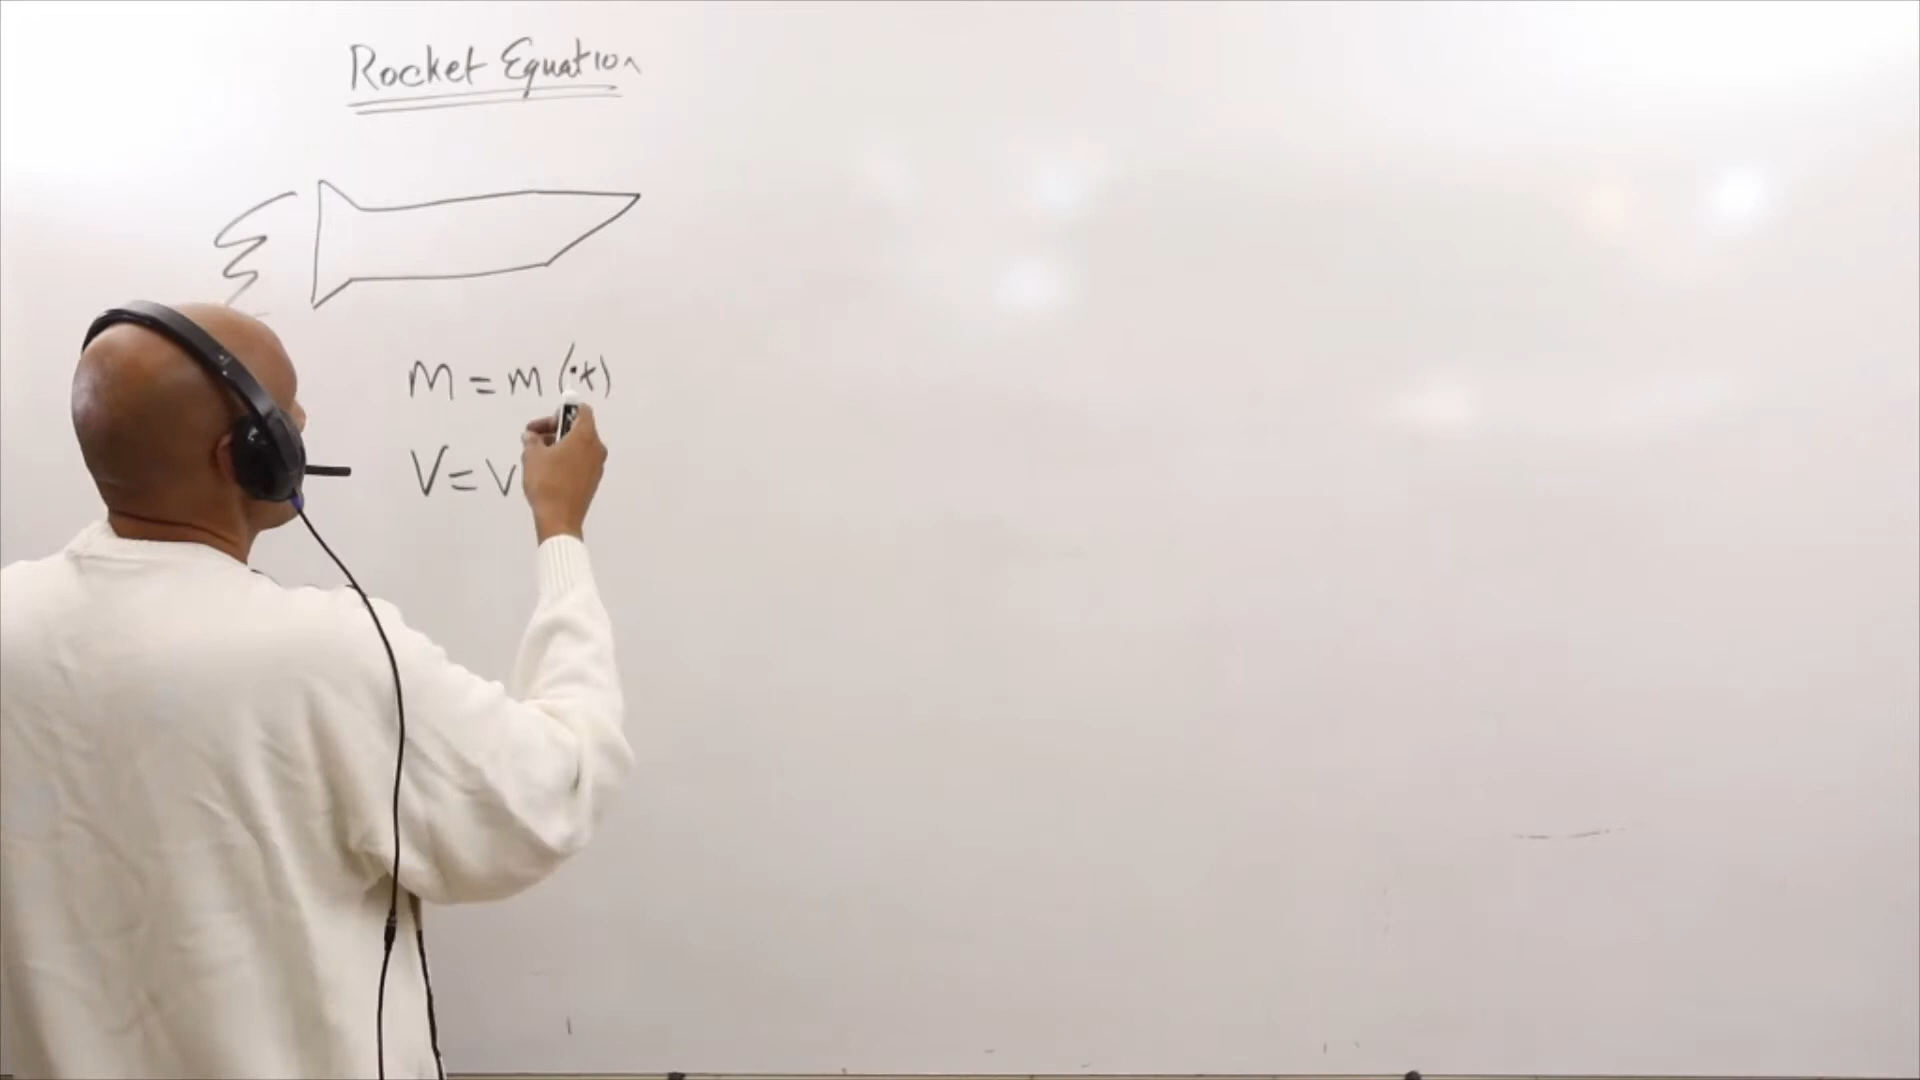 Rocket Equation
m = m (t)
V = V